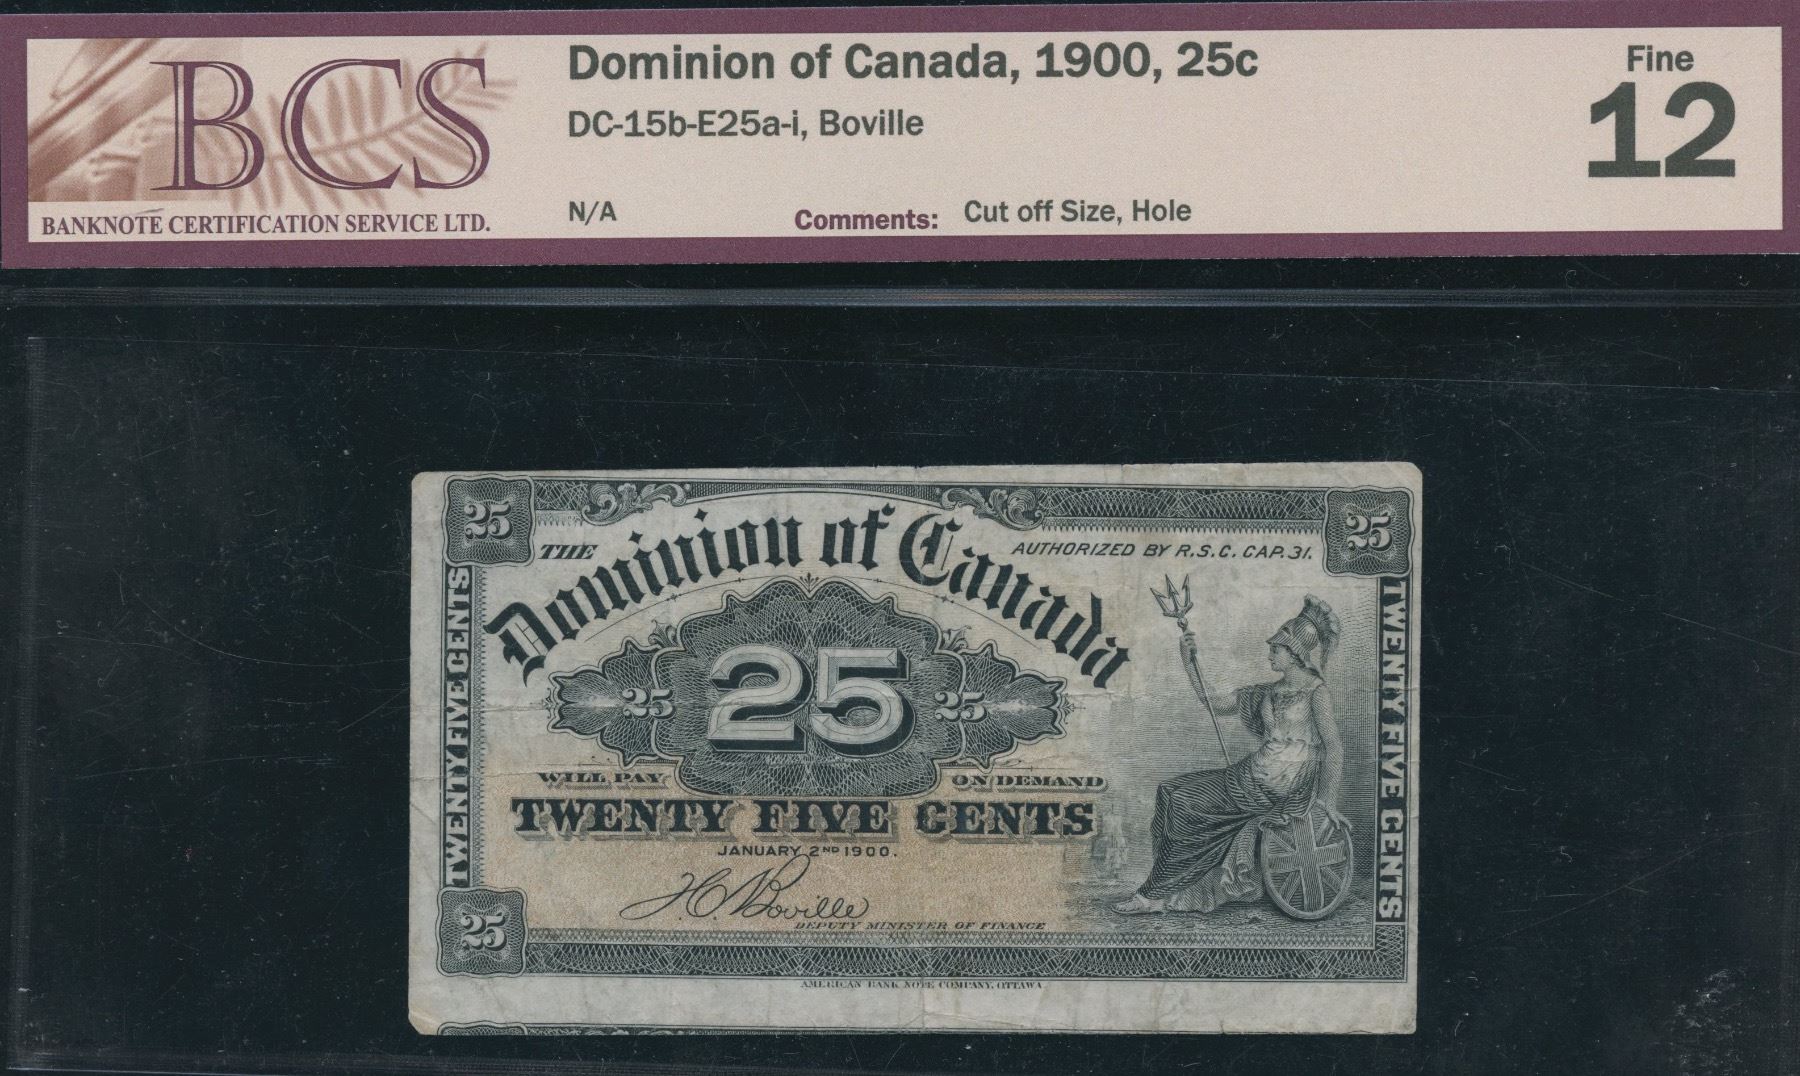 BCS
BANKNOTE CERTIFICATION SERVICE LTD.
Dominion of Canada, 1900, 25c
DC-15b-E25a-i, Boville
N/A
Comments: Cut off Size, Hole
Fine
12
25
25
THE
Dominion of Canada
AUTHORIZED BY R.S.C. CAP. 31.
TWENTY FIVE CENTS
TWENTY FIVE CENTS
25
25
25
WILL PAY
ON DEMAND
TWENTY FIVE CENTS
JANUARY 2ND 1900.
H C Boville
DEPUTY MINISTER OF FINANCE
25
AMERICAN BANK NOTE COMPANY, OTTAWA